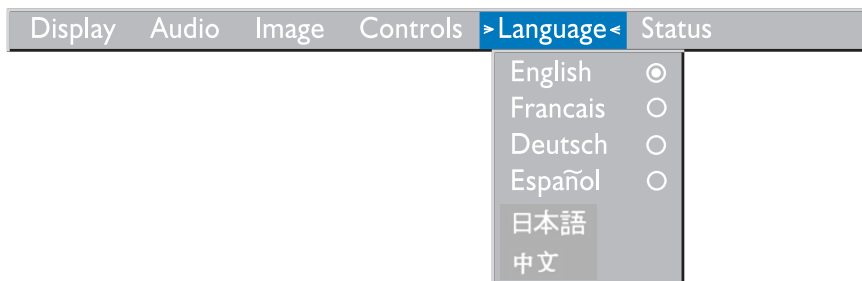 Display Audio Image Controls >Language< Status
English
Francais
Deutsch
Español
日本語
中文